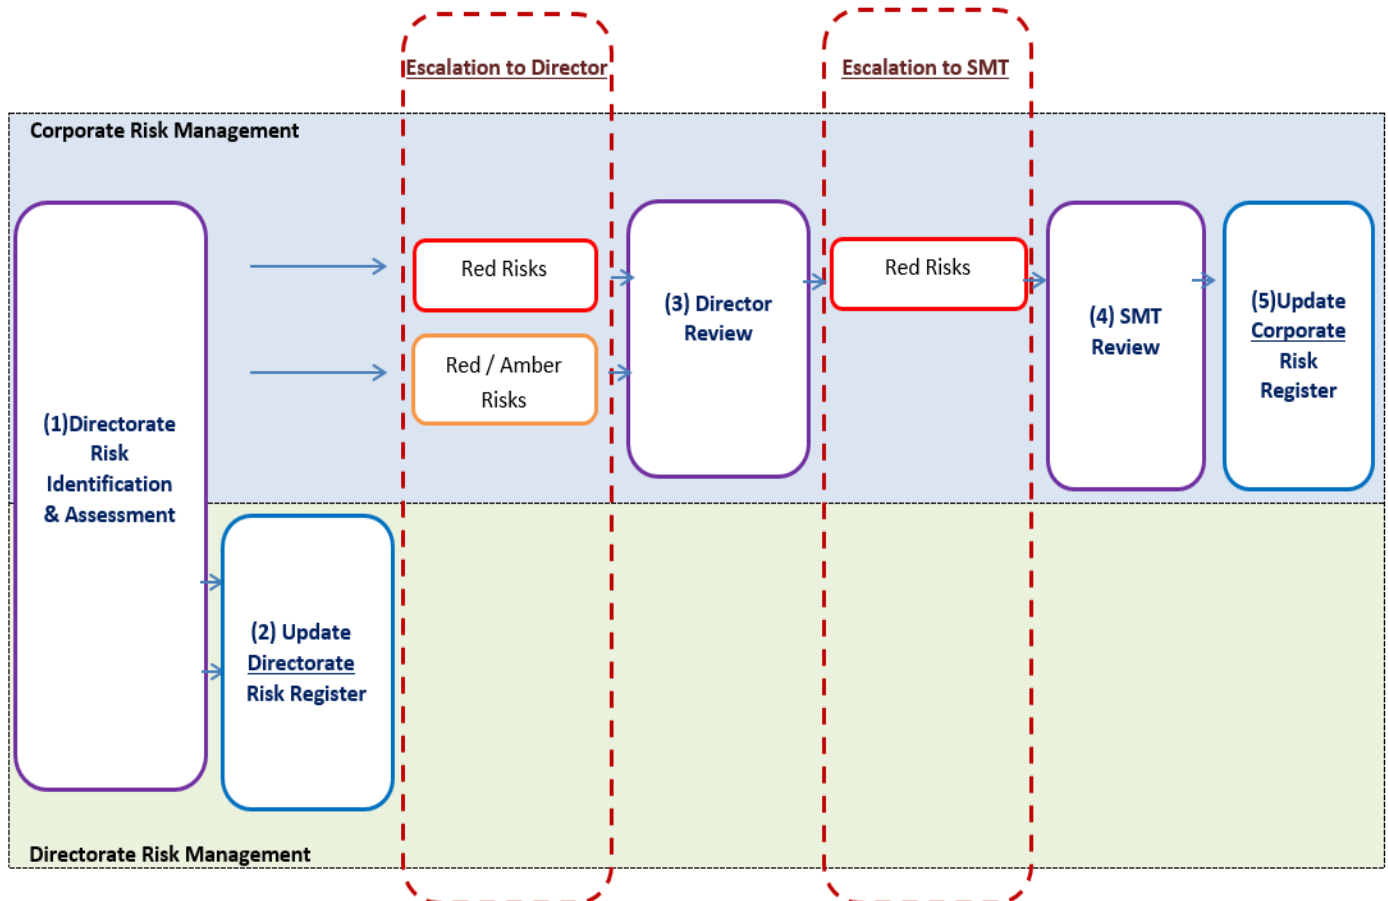 Escalation to Director
Escalation to SMT
Corporate Risk Management
Red Risks
Red / Amber
Risks
(3) Director
Review
Red Risks
(4) SMT
Review
(5)Update
Corporate
Risk
Register
(1)Directorate
Risk
Identification
& Assessment
(2) Update
Directorate
Risk Register
Directorate Risk Management